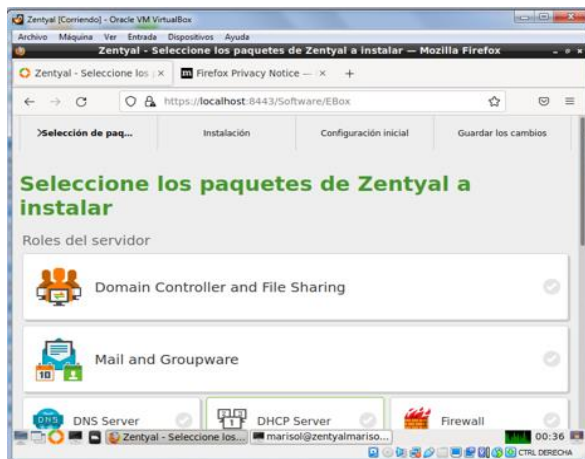 Zentyal [Corriendo] - Oracle VM VirtualBox
Archivo Máquina Ver Entrada Dispositivos Ayuda
Zentyal - Seleccione los paquetes de Zentyal a instalar — Mozilla Firefox
Zentyal - Seleccione los p
Firefox Privacy Notice —
https://localhost:8443/Software/EBox
Selección de paq...
Instalación
Configuración inicial
Guardar los cambios
Seleccione los paquetes de Zentyal a
instalar
Roles del servidor
Domain Controller and File Sharing
Mail and Groupware
10
DNS
DNS Server
DHCP Server
Firewall
Zentyal - Seleccione los...
marisol@zentyalmariso...
00:36
CTRL DERECHA